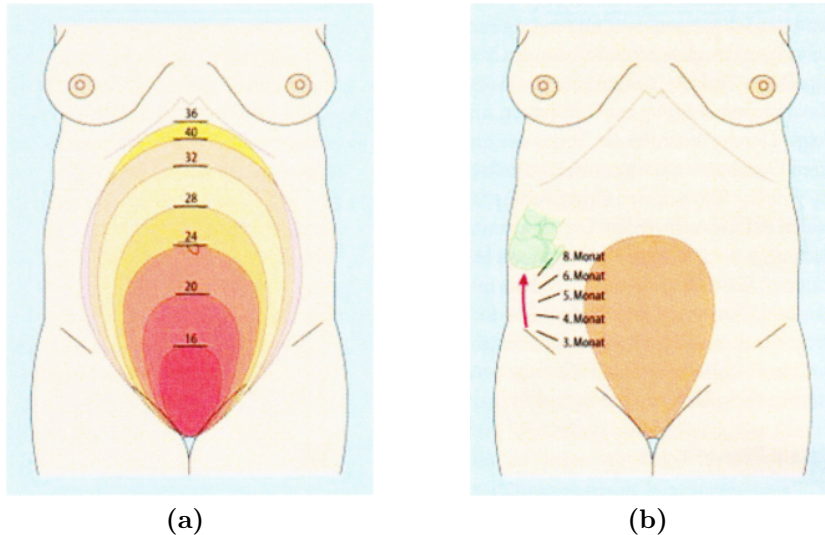 36
40
32
28
24
20
16
8. Monat
6. Monat
5. Monat
4. Monat
3. Monat
(a)
(b)